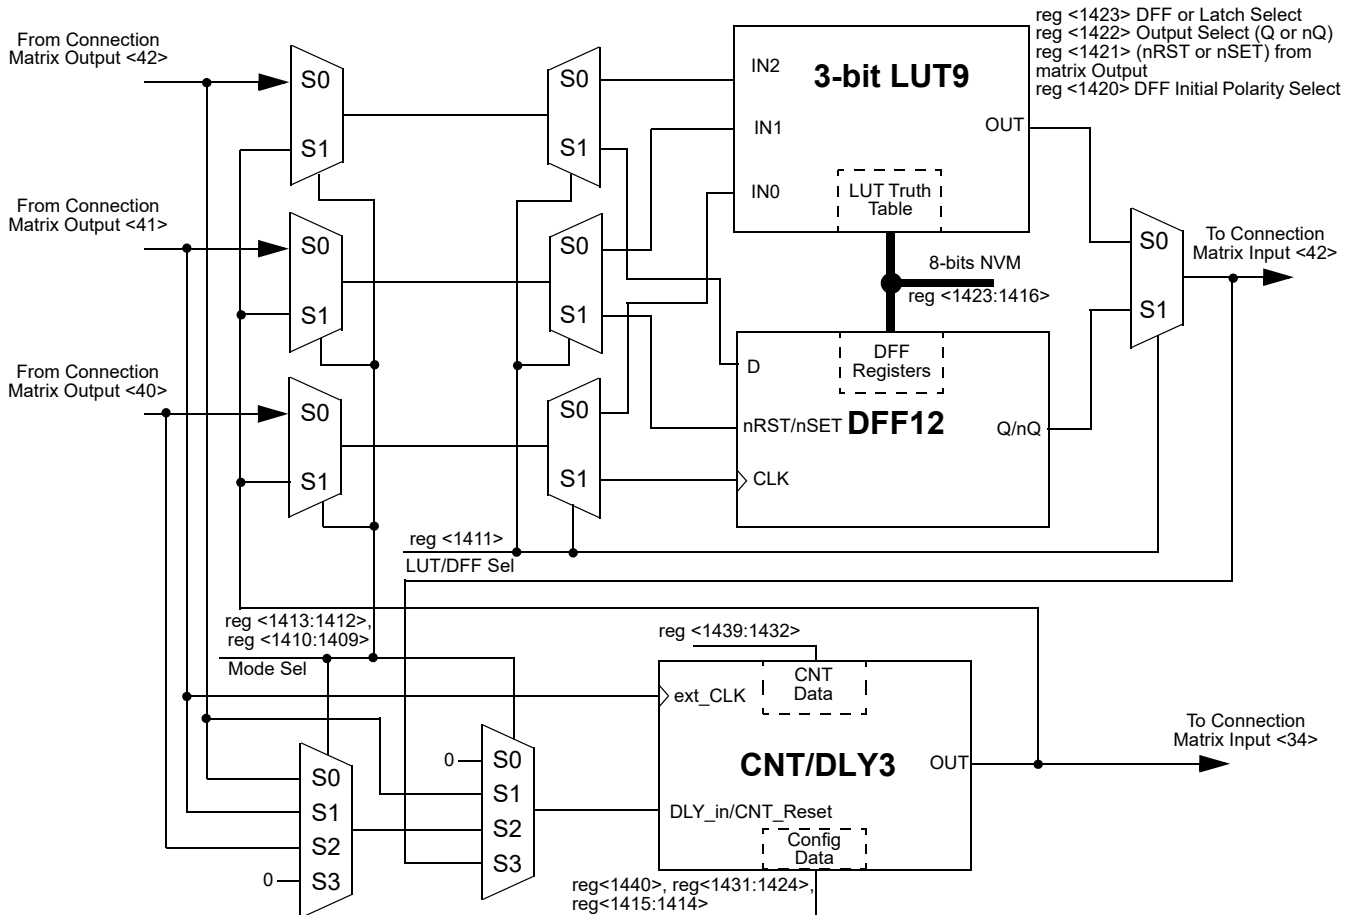 reg <1423> DFF or Latch Select
reg <1422> Output Select (Q or nQ)
reg <1421> (nRST or nSET) from
matrix Output
reg <1420> DFF Initial Polarity Select
From Connection
Matrix Output <42>
S0
S1
S0
S1
IN2
IN1
IN0
3-bit LUT9
OUT
LUT Truth
Table
From Connection
Matrix Output <41>
S0
S1
S0
S1
8-bits NVM
reg <1423:1416>
S0
S1
To Connection
Matrix Input <42>
From Connection
Matrix Output <40>
S0
S1
S0
S1
DFF
Registers
D
nRST/nSET
DFF12
Q/nQ
CLK
reg <1411>
LUT/DFF Sel
reg <1413:1412>,
reg <1410:1409>
Mode Sel
reg <1439:1432>
CNT
Data
ext_CLK
CNT/DLY3
OUT
DLY_in/CNT_Reset
Config
Data
To Connection
Matrix Input <34>
0
S0
S1
S2
S3
S0
S1
S2
0
S3
reg<1440>, reg<1431:1424>,
reg<1415:1414>